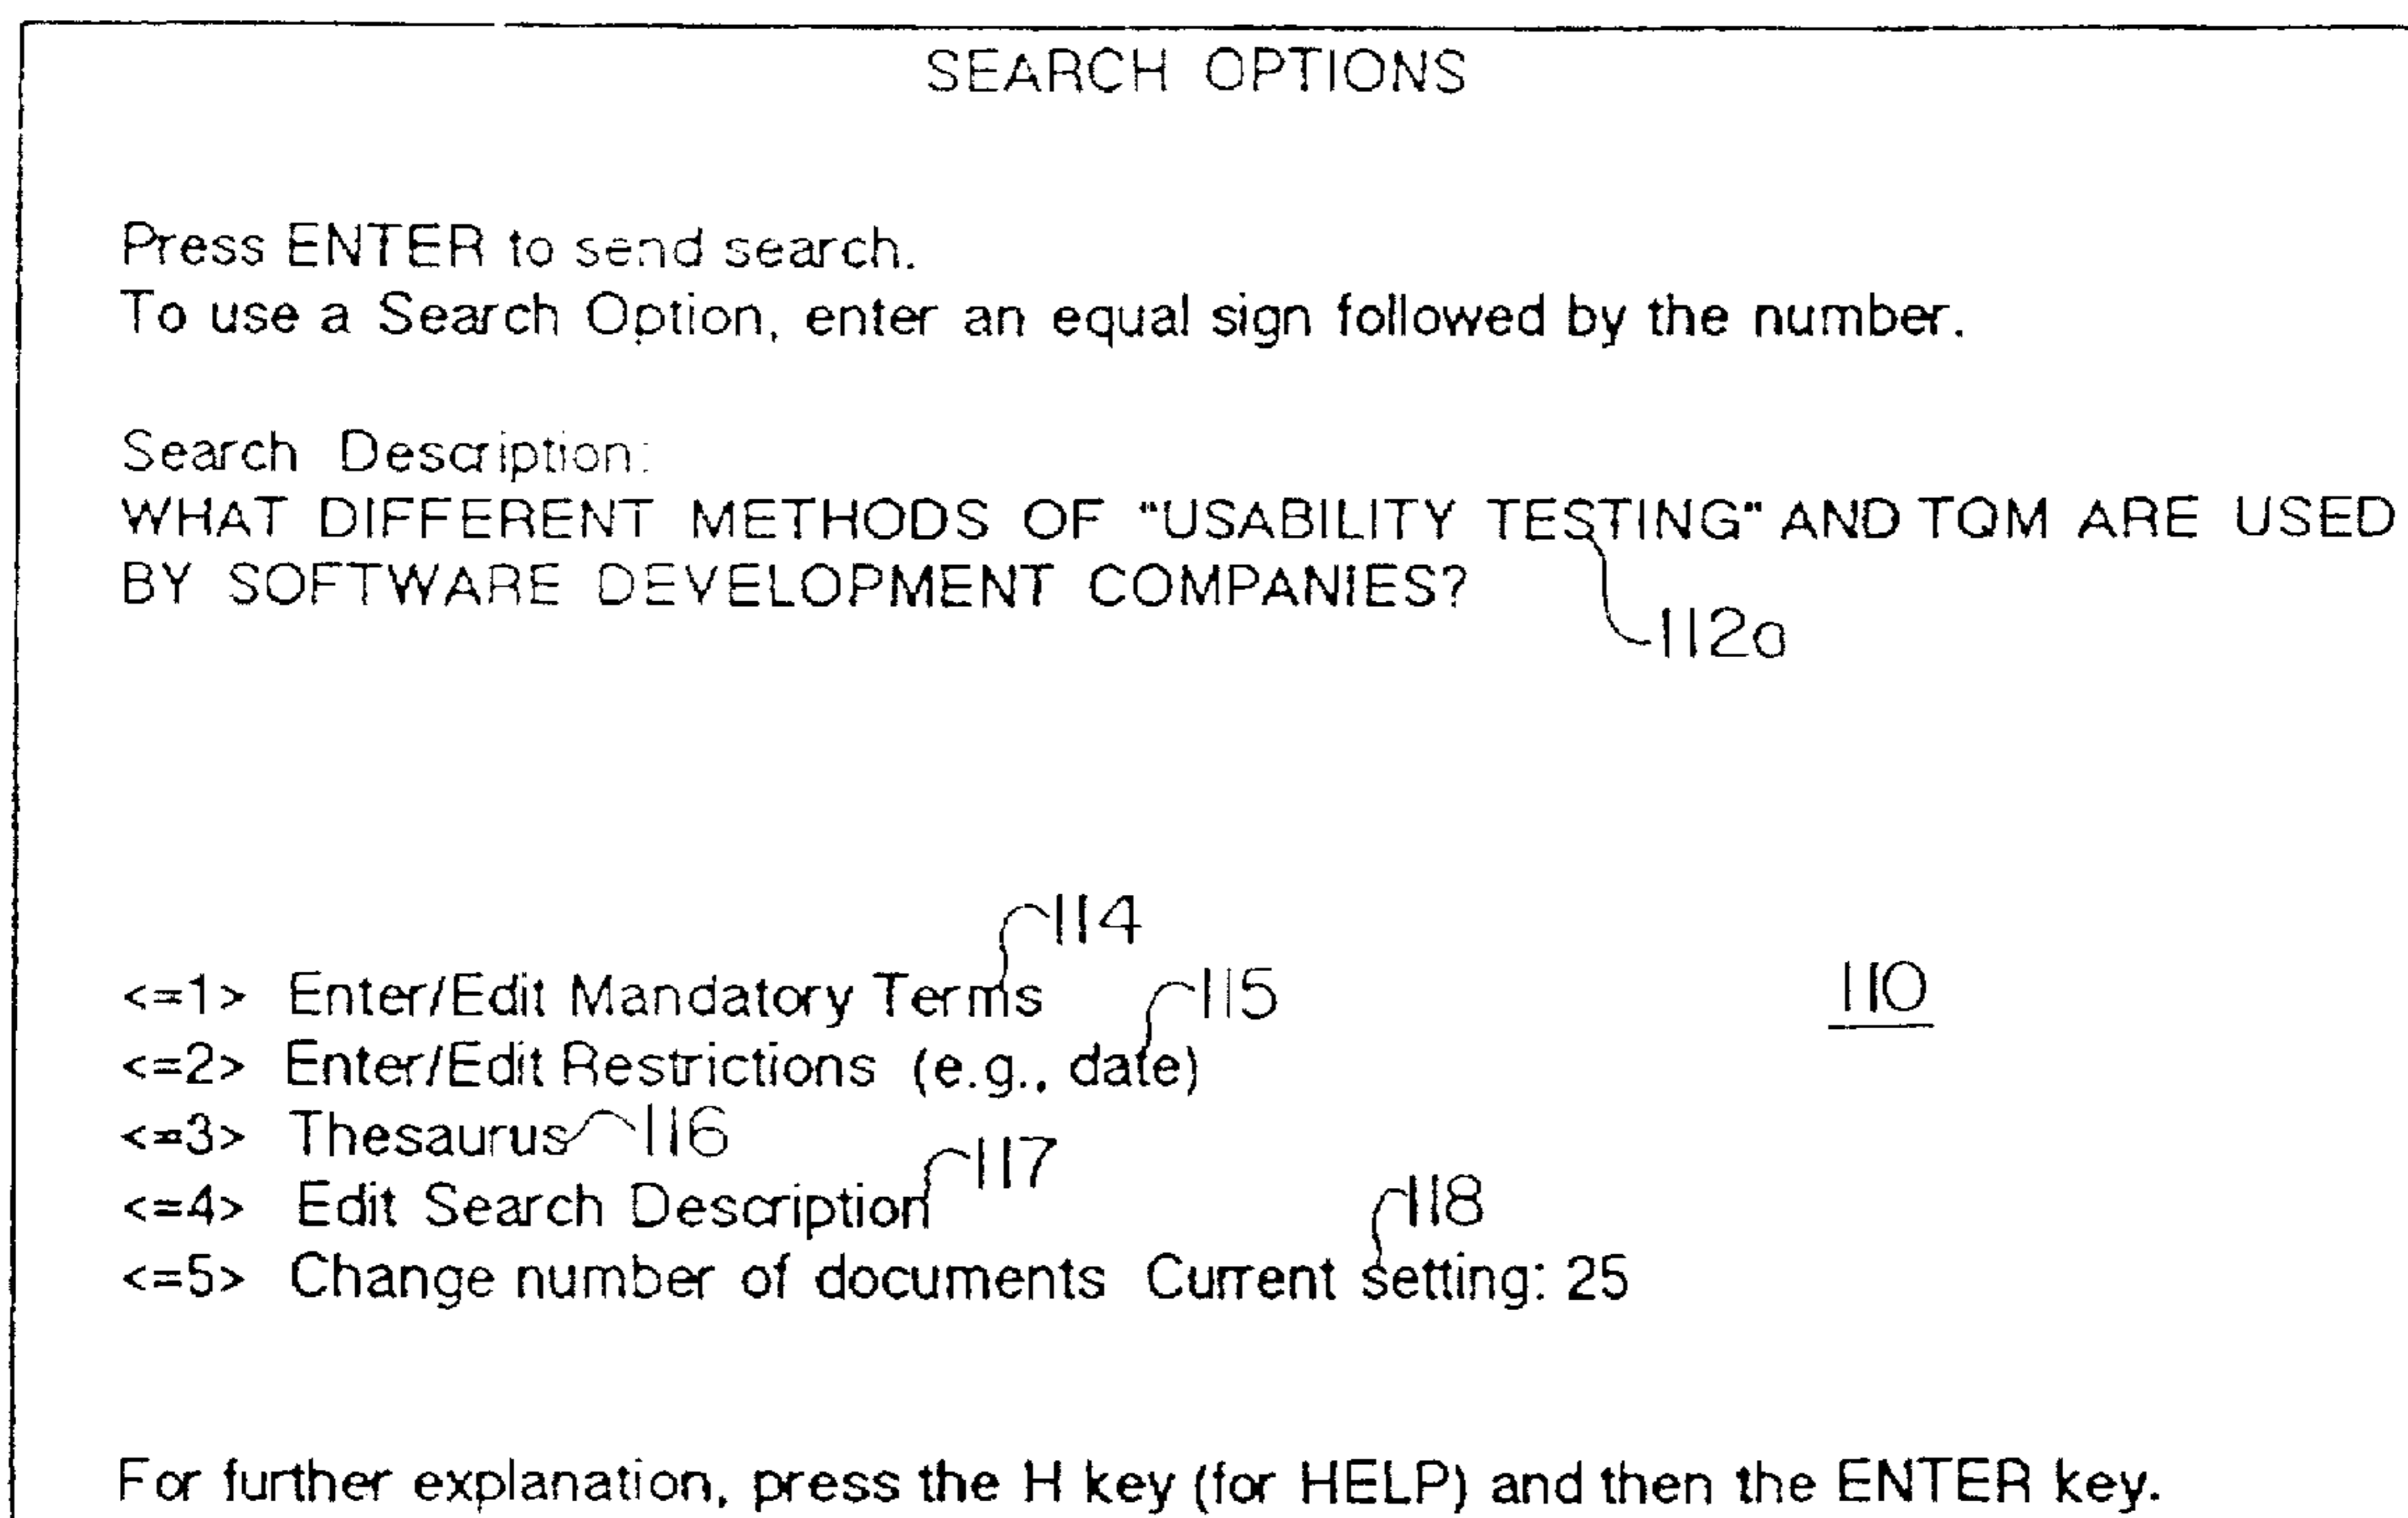 SEARCH OPTIONS
Press ENTER to send search.
To use a Search Option, enter an equal sign followed by the number.
Search Description:
WHAT DIFFERENT METHODS OF "USABILITY TESTING" AND TQM ARE USED
BY SOFTWARE DEVELOPMENT COMPANIES?
112a
114
<=1> Enter/Edit Mandatory Terms 115 110
<=2> Enter/Edit Restrictions (e.g., date)
<=3> Thesaurus 116
117
<=4> Edit Search Description 118
<=5> Change number of documents Current setting: 25
For further explanation, press the H key (for HELP) and then the ENTER key.